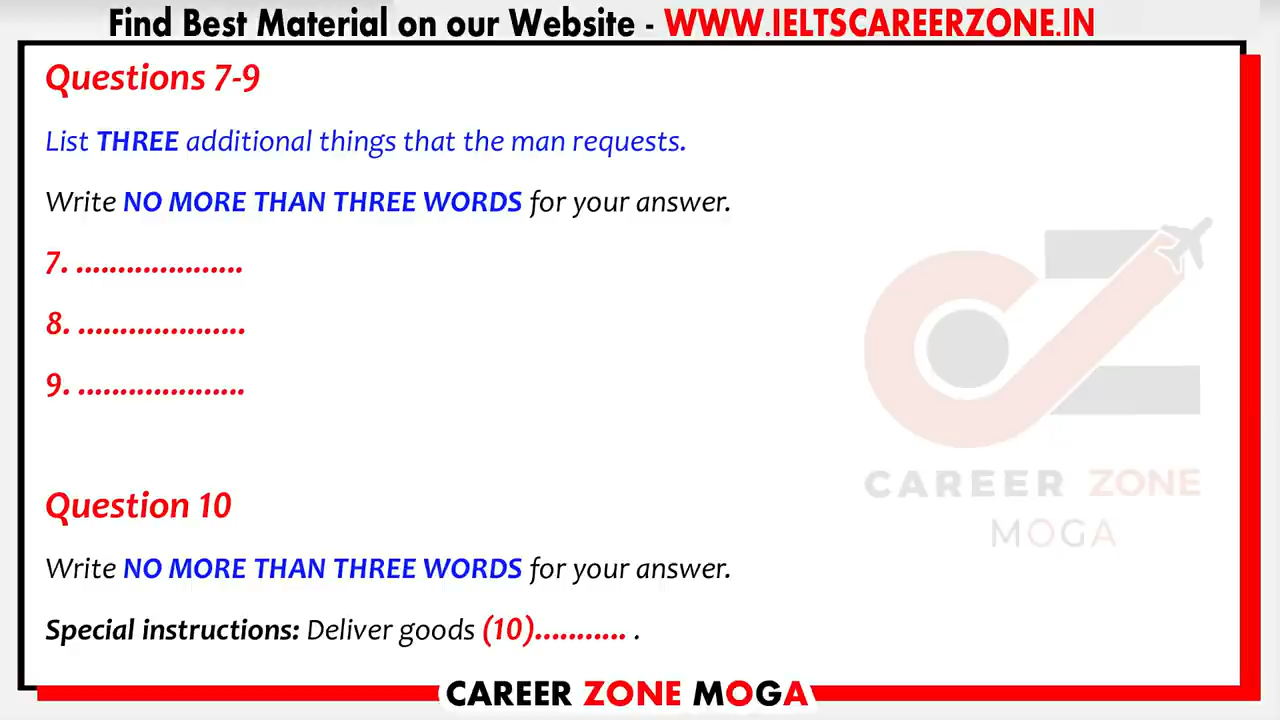 Find Best Material on our Website - WWW.IELTSCAREERZONE.IN
Questions 7-9
List THREE additional things that the man requests.
Write NO MORE THAN THREE WORDS for your answer.
7. ....................
8. ....................
9. ....................
CAREER ZONE
MOGA
Question 10
Write NO MORE THAN THREE WORDS for your answer.
Special instructions: Deliver goods (10)........... .
CAREER ZONE MOGA